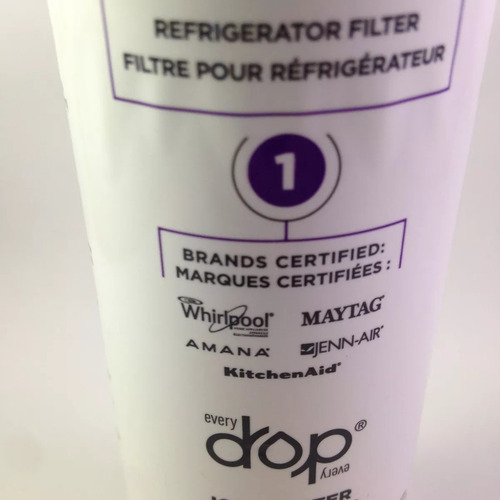 REFRIGERATOR FILTER
FILTRE POUR RÉFRIGÉRATEUR
1
BRANDS CERTIFIED:
MARQUES CERTIFIÉES :
Whirlpool® MAYTAG®
AMANA® JENN-AIR®
KitchenAid®
every
drop®
every